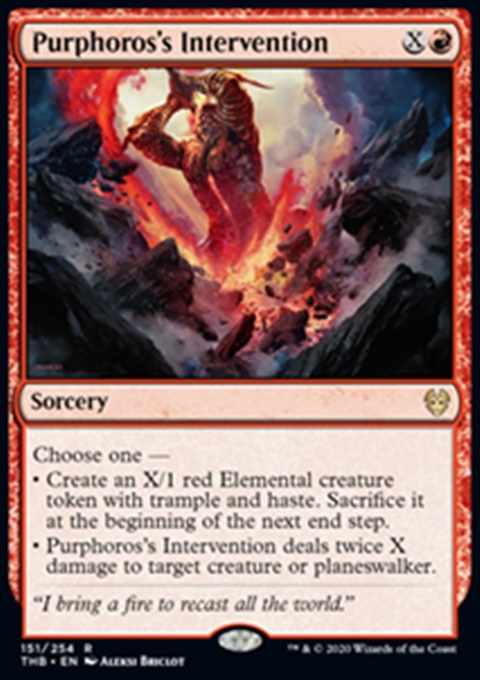 Purphoros's Intervention X
Sorcery
Choose one —
• Create an X/1 red Elemental creature
token with trample and haste. Sacrifice it
at the beginning of the next end step.
• Purphoros's Intervention deals twice X
damage to target creature or planeswalker.
"I bring a fire to recast all the world."
151/254 R
THB • EN Aleksi Briclot
™ & © 2020 Wizards of the Coast